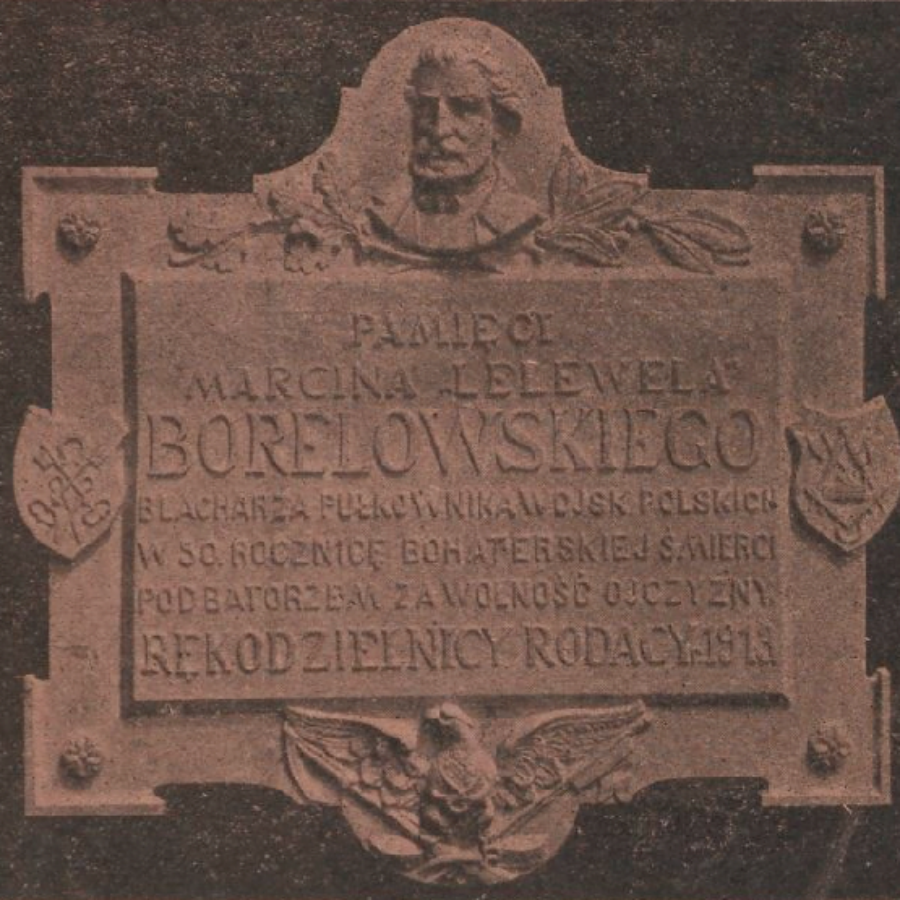 PAMIĘCI
MARCINA „LELEWELA”
BORELOWSKIEGO
BLACHARZA PUŁKOWNIKA WOJSK POLSKICH
W 50. ROCZNICĘ BOHATERSKIEJ ŚMIERCI
POD BATORZEM ZA WOLNOŚĆ OJCZYZNY.
RĘKODZIELNICY RODACY. 1913